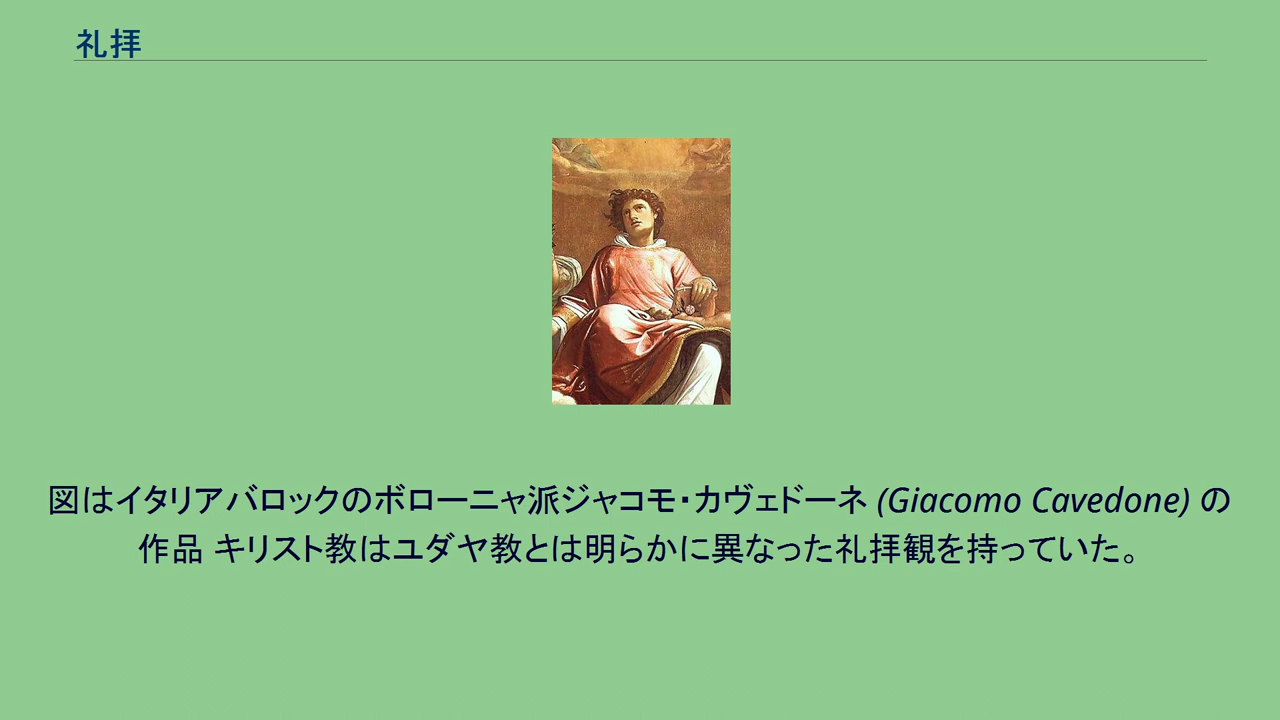 礼拝
図はイタリアバロックのボローニャ派ジャコモ・カヴェドーネ (Giacomo Cavedone) の
作品 キリスト教はユダヤ教とは明らかに異なった礼拝観を持っていた。